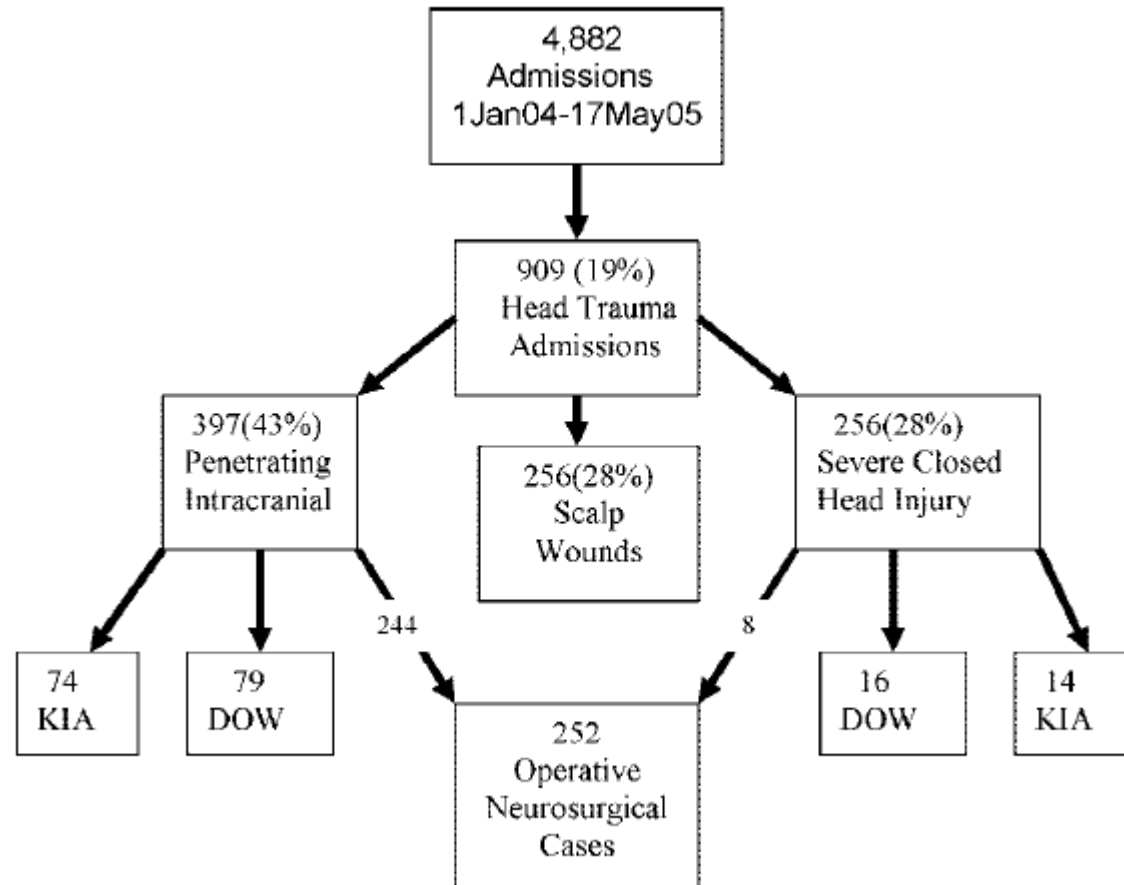 4,882
Admissions
1Jan04-17May05
909 (19%)
Head Trauma
Admissions
397(43%)
Penetrating
Intracranial
256(28%)
Scalp
Wounds
256(28%)
Severe Closed
Head Injury
244
8
74
KIA
79
DOW
252
Operative
Neurosurgical
Cases
16
DOW
14
KIA